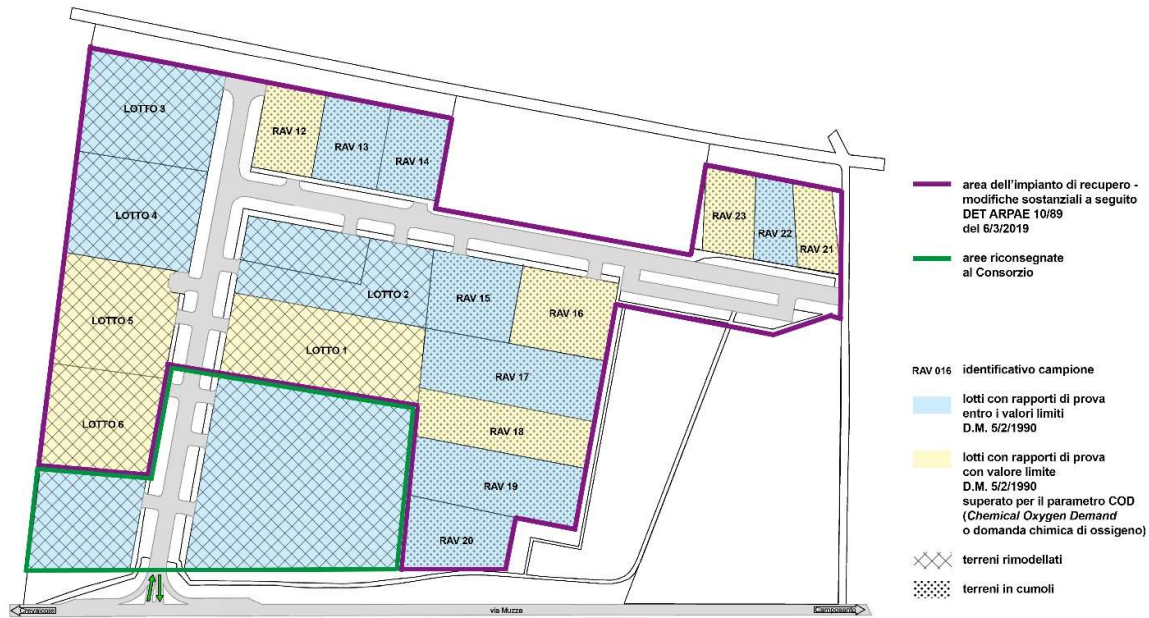 LOTTO 3
RAV 12
RAV 13
RAV 14
LOTTO 4
RAV 23
RAV 22
RAV 21
LOTTO 2
RAV 15
RAV 16
LOTTO 5
LOTTO 1
RAV 17
LOTTO 6
RAV 18
RAV 19
RAV 20
Crevalcore
via Muzza
Camposanto
area dell'impianto di recupero -
modifiche sostanziali a seguito
DET ARPAE 10/89
del 6/3/2019
aree riconsegnate
al Consorzio
RAV 016 identificativo campione
lotti con rapporti di prova
entro i valori limiti
D.M. 5/2/1990
lotti con rapporti di prova
con valore limite
D.M. 5/2/1990
superato per il parametro COD
(Chemical Oxygen Demand
o domanda chimica di ossigeno)
terreni rimodellati
terreni in cumoli